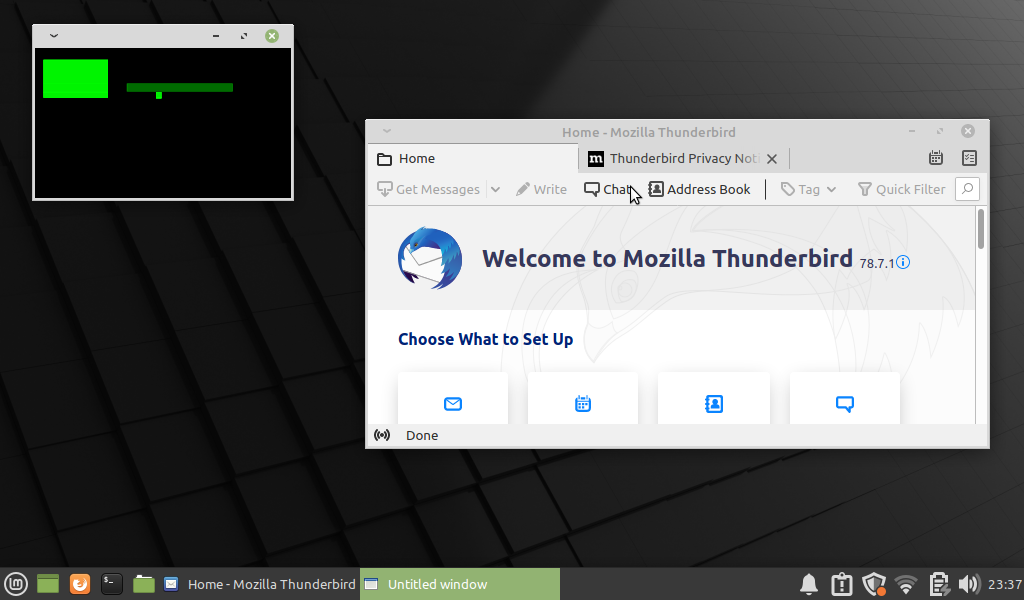 Home - Mozilla Thunderbird
Home
m Thunderbird Privacy Noti
Get Messages Write Chat Address Book Tag Quick Filter
Welcome to Mozilla Thunderbird 78.7.1
Choose What to Set Up
Done
Home - Mozilla Thunderbird Untitled window 23:37